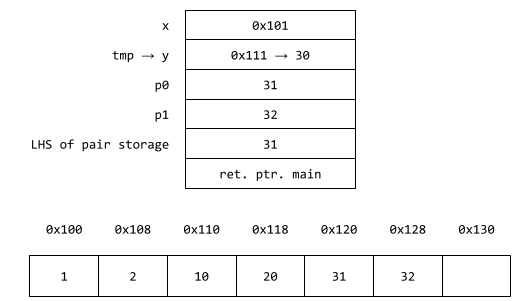 x 0x101
tmp → y 0x111 → 30
p0 31
p1 32
LHS of pair storage 31
ret. ptr. main
0x100 0x108 0x110 0x118 0x120 0x128 0x130
1 2 10 20 31 32